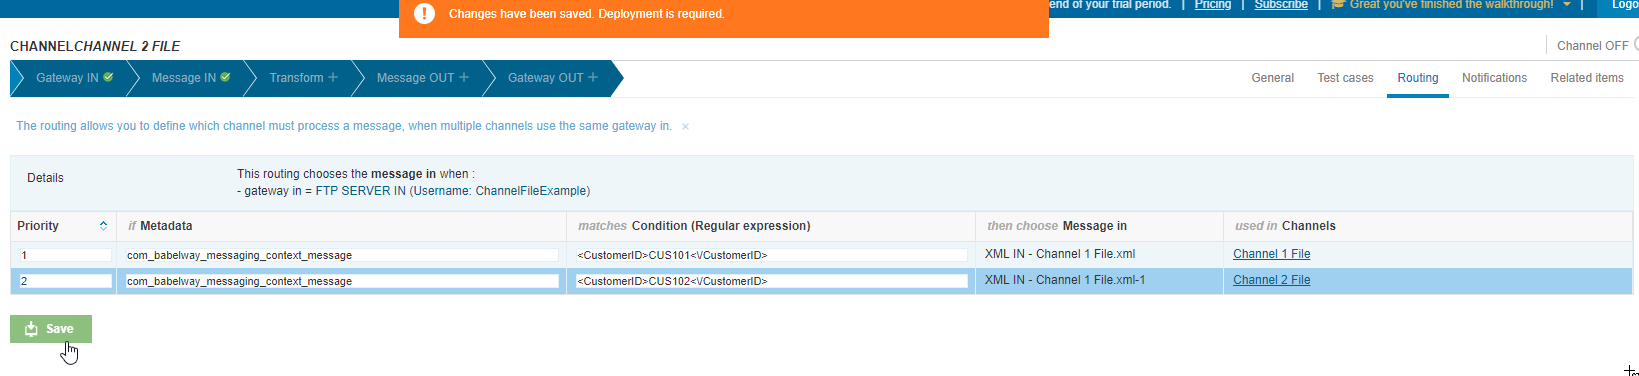 Changes have been saved. Deployment is required.
end of your trial period. | Pricing | Subscribe | Great you've finished the walkthrough! | Logo
CHANNELCHANNEL 2 FILE
Channel OFF
Gateway IN Message IN Transform Message OUT Gateway OUT
General Test cases Routing Notifications Related items
The routing allows you to define which channel must process a message, when multiple channels use the same gateway in. ×
Details
This routing chooses the message in when :
- gateway in = FTP SERVER IN (Username: ChannelFileExample)
Priority if Metadata matches Condition (Regular expression) then choose Message in used in Channels
1 com_babelway_messaging_context_message <CustomerID>CUS101<\/CustomerID> XML IN - Channel 1 File.xml Channel 1 File
2 com_babelway_messaging_context_message <CustomerID>CUS102<\/CustomerID> XML IN - Channel 1 File.xml-1 Channel 2 File
Save